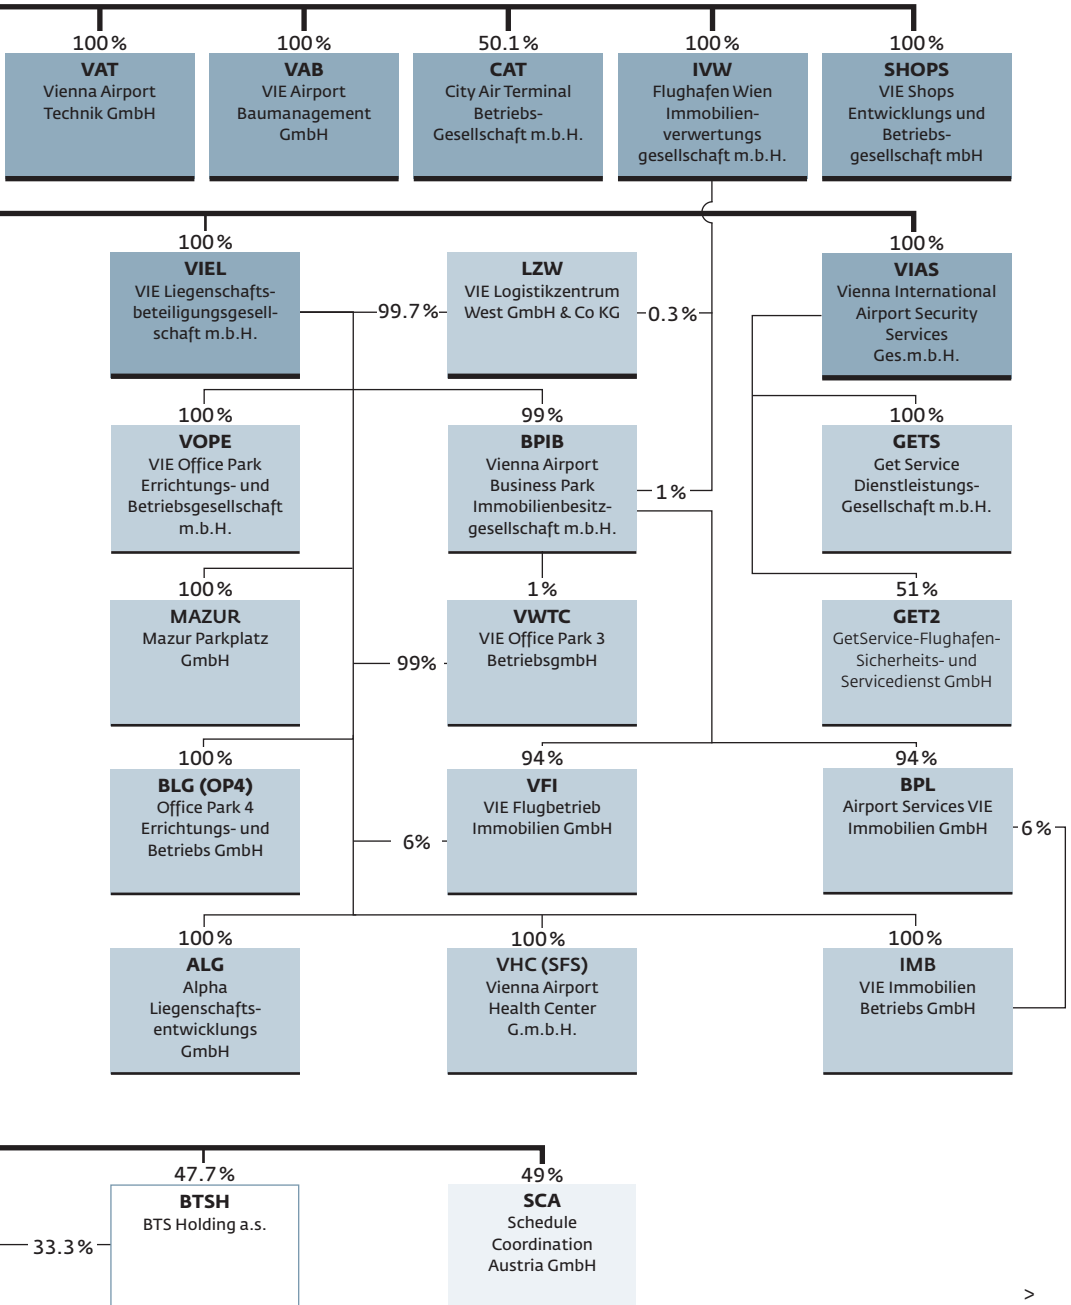 100%
VAT
Vienna Airport
Technik GmbH
100%
VAB
VIE Airport
Baumanagement
GmbH
50.1%
CAT
City Air Terminal
Betriebs-
Gesellschaft m.b.H.
100%
IVW
Flughafen Wien
Immobilien-
verwertungs
gesellschaft m.b.H.
100%
SHOPS
VIE Shops
Entwicklungs und
Betriebs-
gesellschaft mbH
100%
VIEL
VIE Liegenschafts-
beteiligungsgesell-
schaft m.b.H.
99.7%
LZW
VIE Logistikzentrum
West GmbH & Co KG
0.3%
100%
VIAS
Vienna International
Airport Security
Services
Ges.m.b.H.
100%
VOPE
VIE Office Park
Errichtungs- und
Betriebsgesellschaft
m.b.H.
99%
BPIB
Vienna Airport
Business Park
Immobilienbesitz-
gesellschaft m.b.H.
1%
100%
GETS
Get Service
Dienstleistungs-
Gesellschaft m.b.H.
100%
MAZUR
Mazur Parkplatz
GmbH
99%
1%
VWTC
VIE Office Park 3
BetriebsgmbH
51%
GET2
GetService-Flughafen-
Sicherheits- und
Servicedienst GmbH
100%
BLG (OP4)
Office Park 4
Errichtungs- und
Betriebs GmbH
6%
94%
VFI
VIE Flugbetrieb
Immobilien GmbH
94%
BPL
Airport Services VIE
Immobilien GmbH
6%
100%
ALG
Alpha
Liegenschafts-
entwicklungs
GmbH
100%
VHC (SFS)
Vienna Airport
Health Center
G.m.b.H.
100%
IMB
VIE Immobilien
Betriebs GmbH
33.3%
47.7%
BTSH
BTS Holding a.s.
49%
SCA
Schedule
Coordination
Austria GmbH
>